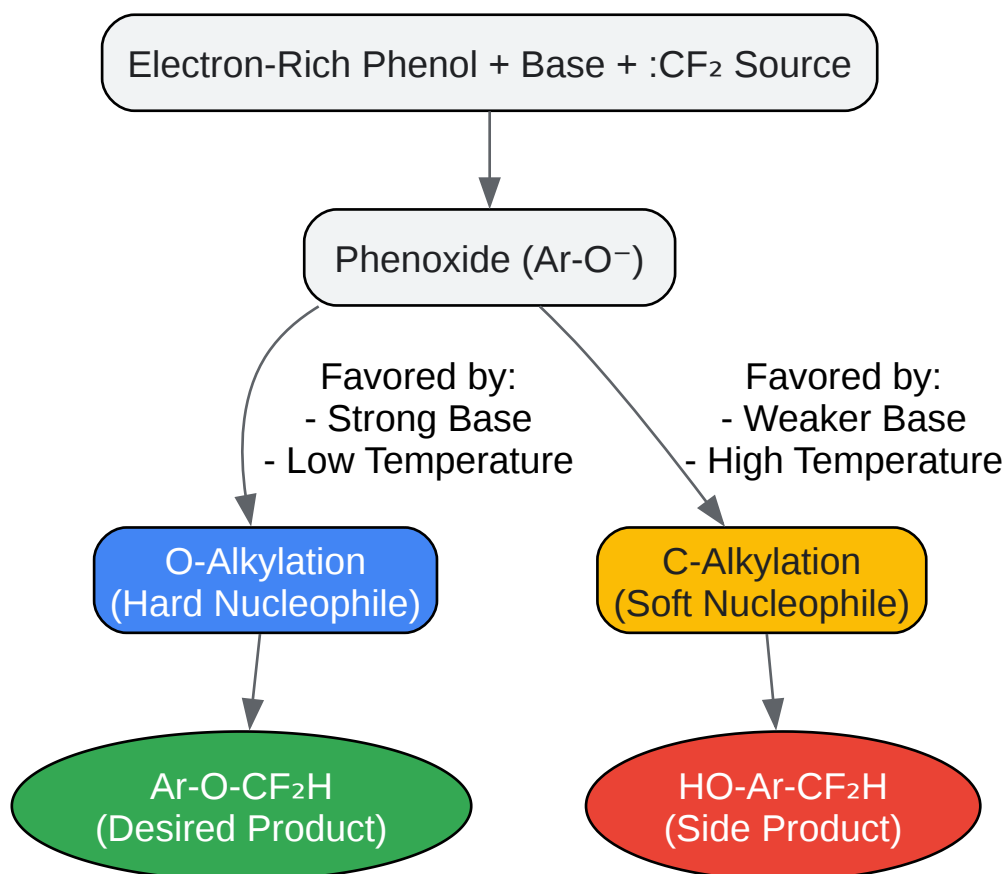 Electron-Rich Phenol + Base + :CF₂ Source
Phenoxide (Ar-O⁻)
Favored by:
- Strong Base
- Low Temperature
Favored by:
- Weaker Base
- High Temperature
O-Alkylation
(Hard Nucleophile)
C-Alkylation
(Soft Nucleophile)
Ar-O-CF₂H
(Desired Product)
HO-Ar-CF₂H
(Side Product)